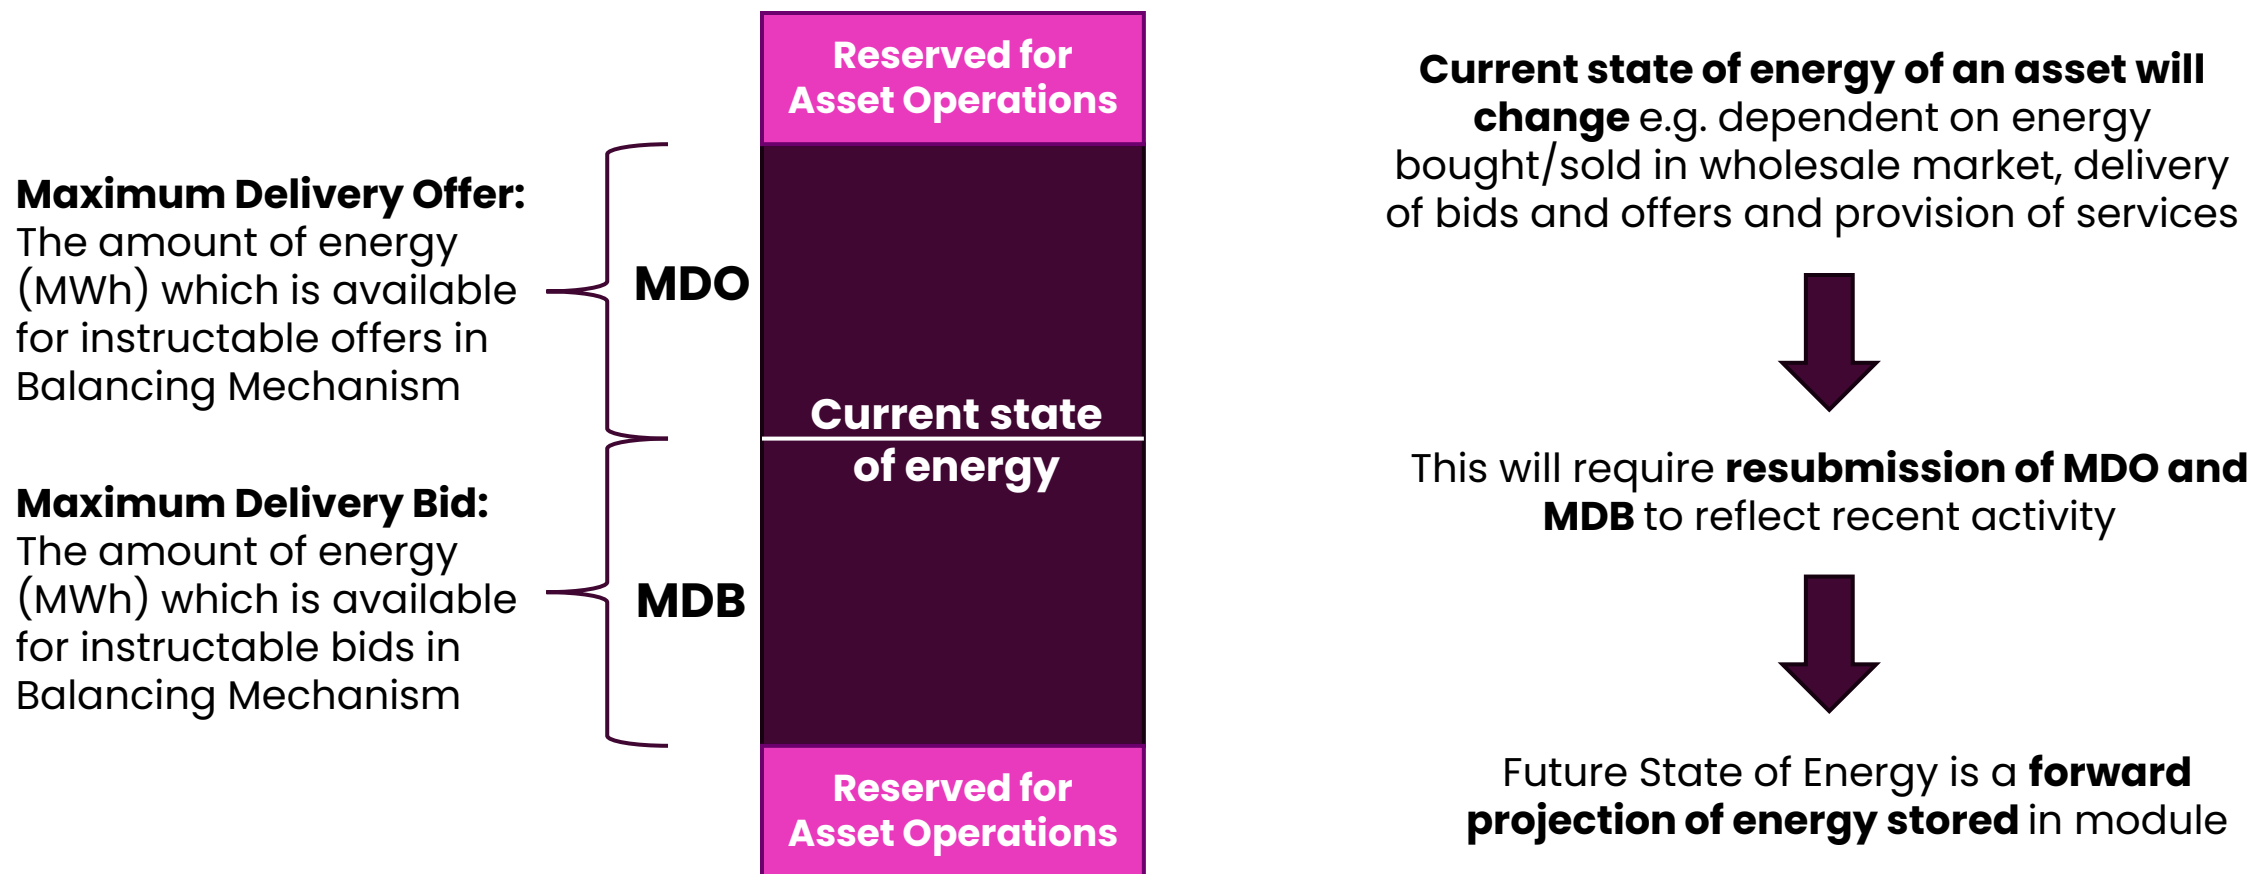 Maximum Delivery Offer:
The amount of energy
(MWh) which is available
for instructable offers in
Balancing Mechanism
Maximum Delivery Bid:
The amount of energy
(MWh) which is available
for instructable bids in
Balancing Mechanism
MDO
MDB
Reserved for
Asset Operations
Current state
of energy
Reserved for
Asset Operations
Current state of energy of an asset will
change e.g. dependent on energy
bought/sold in wholesale market, delivery
of bids and offers and provision of services
This will require resubmission of MDO and
MDB to reflect recent activity
Future State of Energy is a forward
projection of energy stored in module